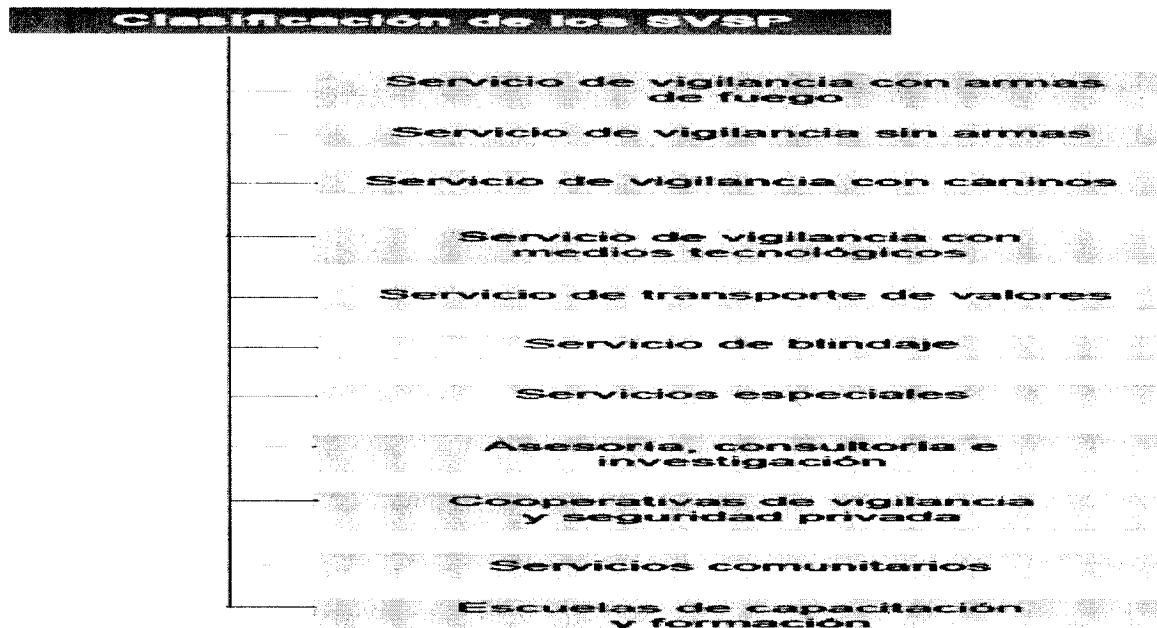 Clasificación de los SVSP
Servicio de vigilancia con armas
de fuego
Servicio de vigilancia sin armas
Servicio de vigilancia con caninos
Servicio de vigilancia con
medios tecnológicos
Servicio de transporte de valores
Servicio de blindaje
Servicios especiales
Asesoría, consultoría e
investigación
Cooperativas de vigilancia
y seguridad privada
Servicios comunitarios
Escuelas de capacitación
y formación